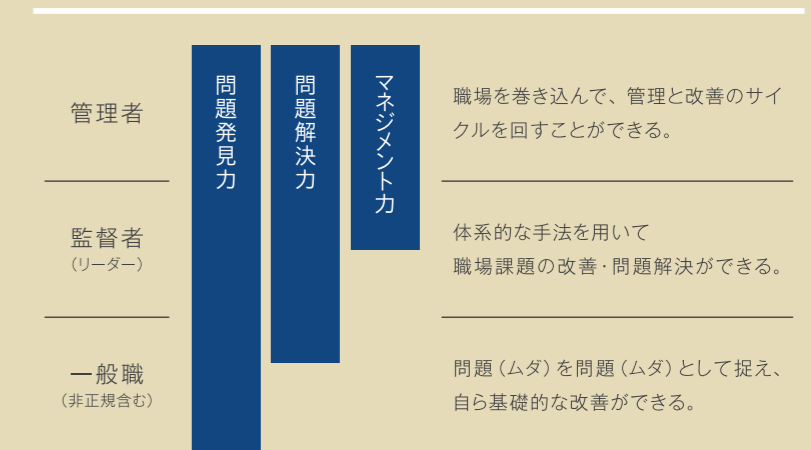 問題発見力
問題解決力
マネジメント力
管理者
職場を巻き込んで、管理と改善のサイ
クルを回すことができる。
監督者
（リーダー）
体系的な手法を用いて
職場課題の改善・問題解決ができる。
一般職
（非正規含む）
問題（ムダ）を問題（ムダ）として捉え、
自ら基礎的な改善ができる。